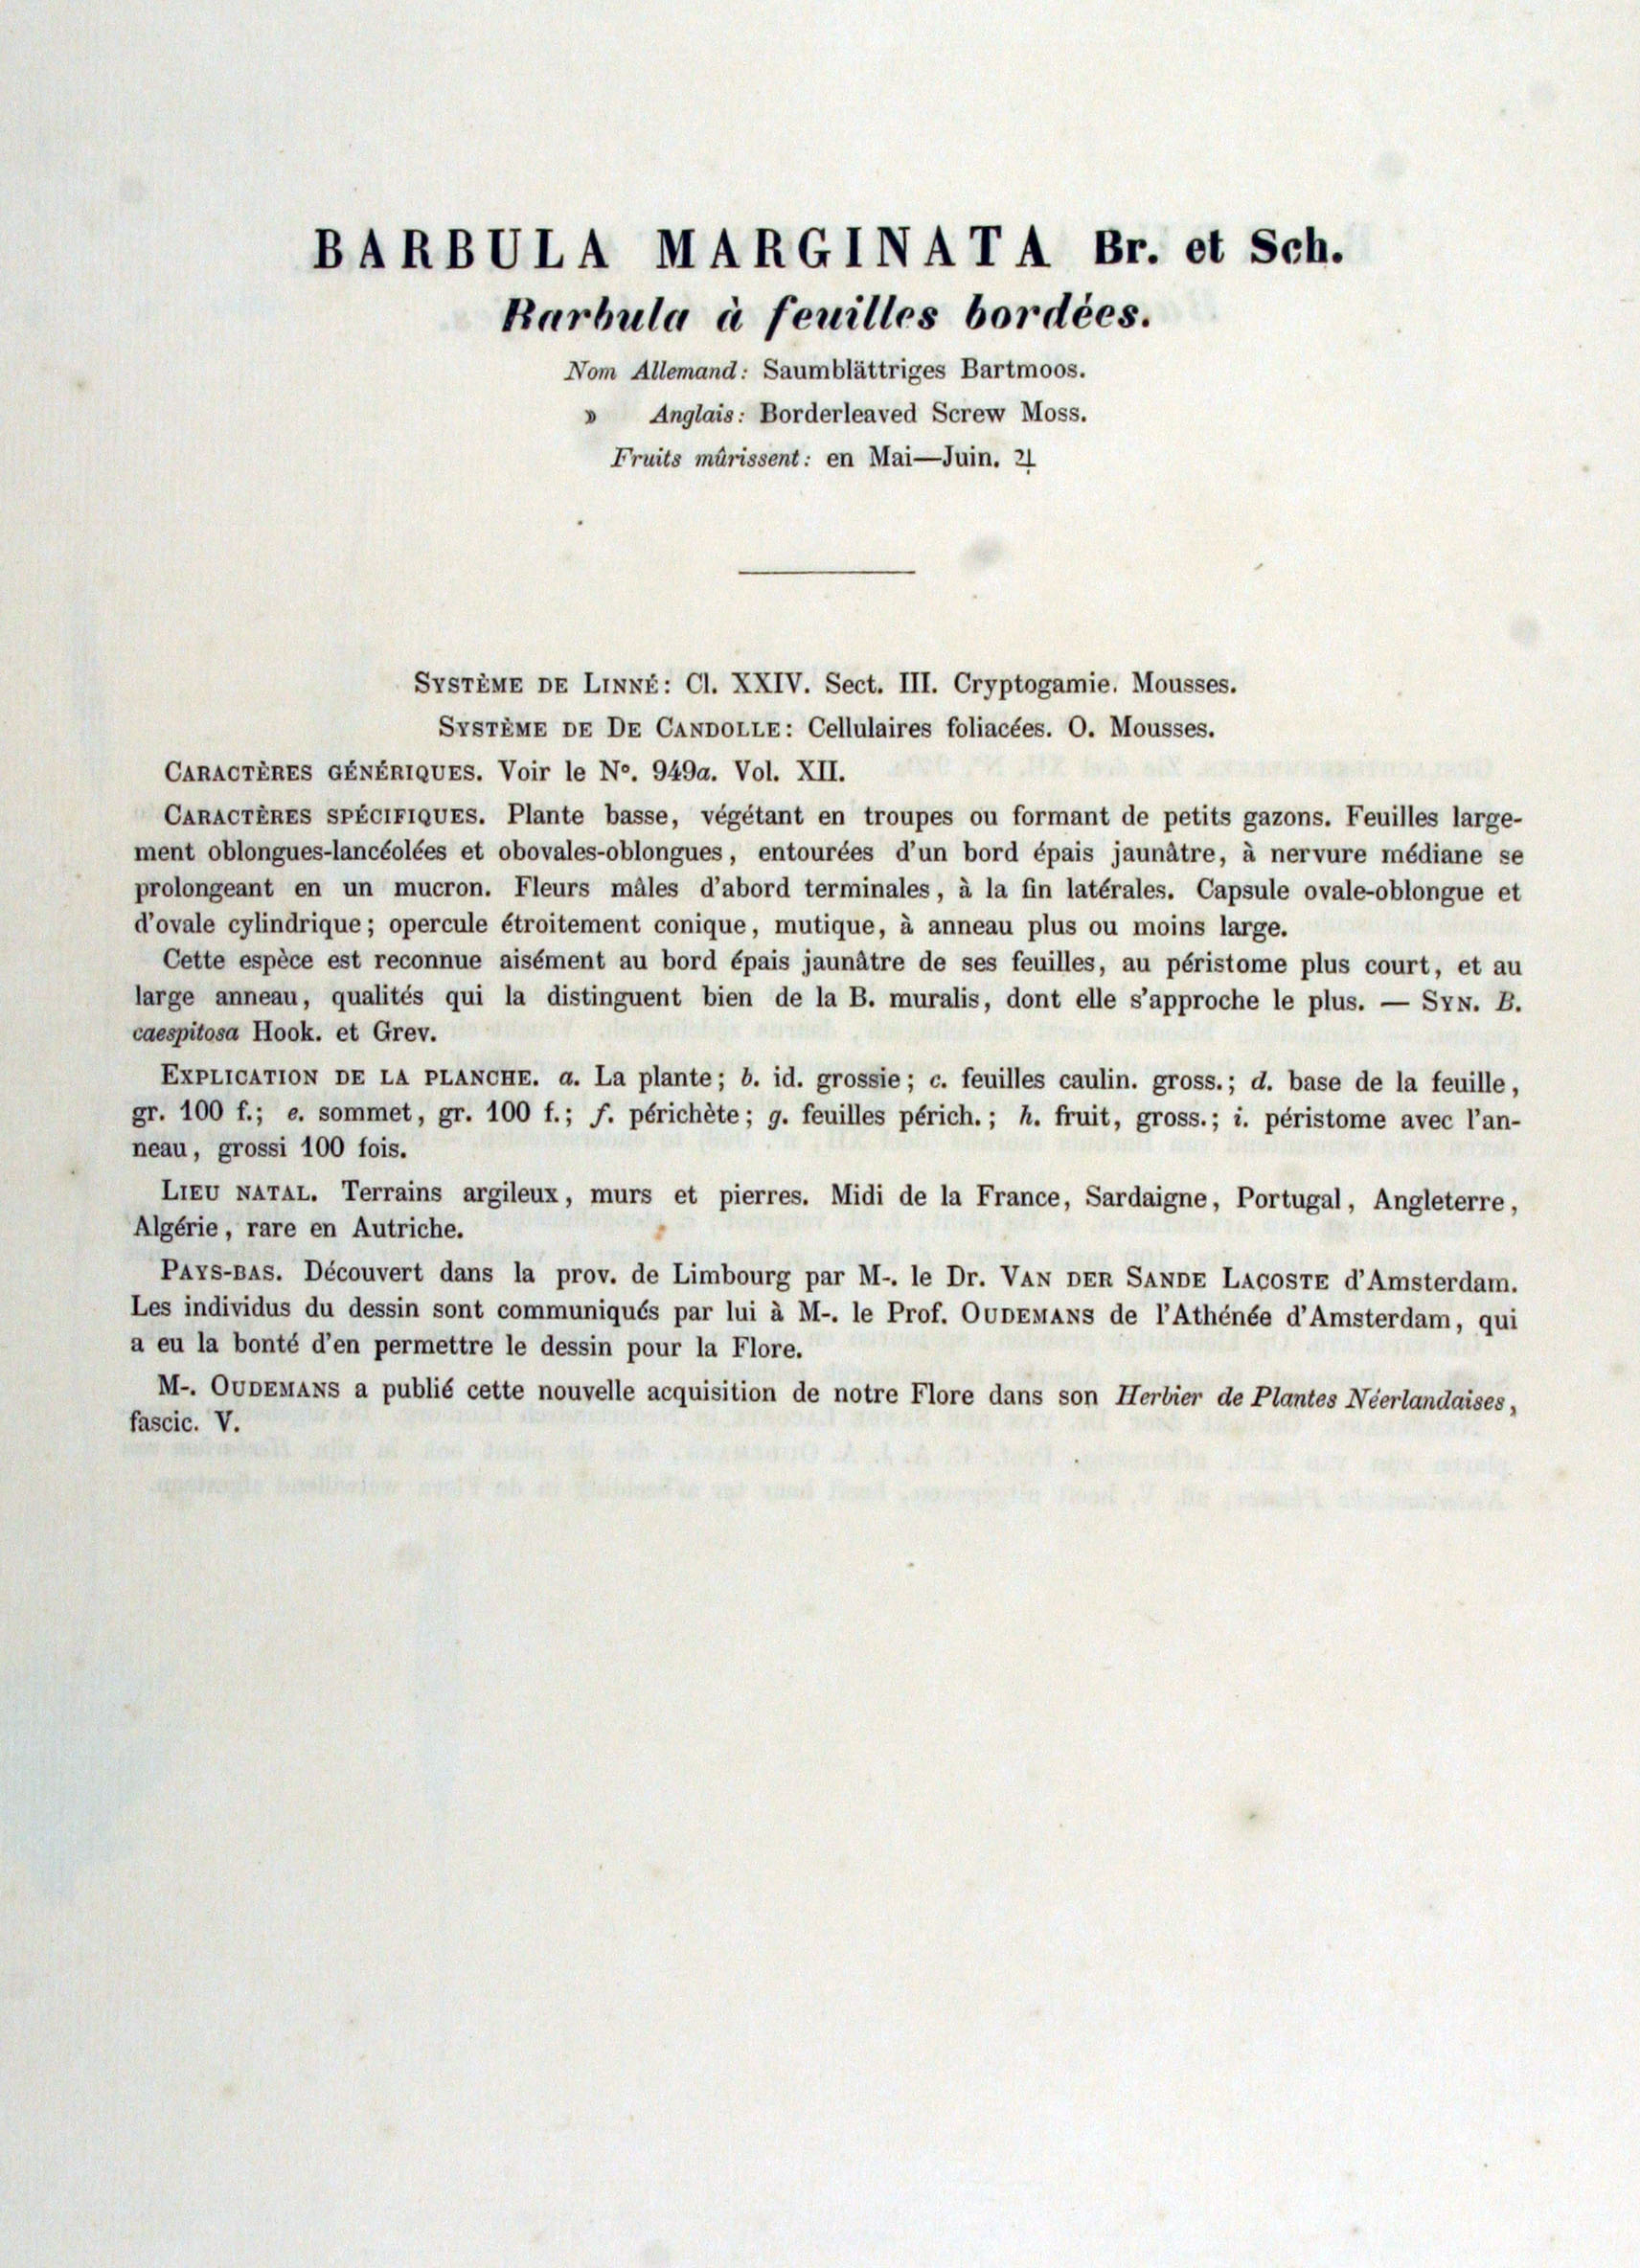 BARBULA MARGINATA Br. et Sch.
Barbula à feuilles bordées.
Nom Allemand: Saumblättriges Bartmoos.
» Anglais: Borderleaved Screw Moss.
Fruits mûrissent: en Mai—Juin. ♃
Système de Linné: Cl. XXIV. Sect. III. Cryptogamie. Mousses.
Système de De Candolle: Cellulaires foliacées. O. Mousses.
Caractères génériques. Voir le No. 949a. Vol. XII.
Caractères spécifiques. Plante basse, végétant en troupes ou formant de petits gazons. Feuilles large-
ment oblongues-lancéolées et obovales-oblongues, entourées d'un bord épais jaunâtre, à nervure médiane se
prolongeant en un mucron. Fleurs mâles d'abord terminales, à la fin latérales. Capsule ovale-oblongue et
d'ovale cylindrique; opercule étroitement conique, mutique, à anneau plus ou moins large.
Cette espèce est reconnue aisément au bord épais jaunâtre de ses feuilles, au péristome plus court, et au
large anneau, qualités qui la distinguent bien de la B. muralis, dont elle s'approche le plus. — Syn. B.
caespitosa Hook. et Grev.
Explication de la planche. a. La plante; b. id. grossie; c. feuilles caulin. gross.; d. base de la feuille,
gr. 100 f.; e. sommet, gr. 100 f.; f. périchète; g. feuilles périch.; h. fruit, gross.; i. péristome avec l'an-
neau, grossi 100 fois.
Lieu natal. Terrains argileux, murs et pierres. Midi de la France, Sardaigne, Portugal, Angleterre,
Algérie, rare en Autriche.
Pays-bas. Découvert dans la prov. de Limbourg par M-. le Dr. Van der Sande Lacoste d'Amsterdam.
Les individus du dessin sont communiqués par lui à M-. le Prof. Oudemans de l'Athénée d'Amsterdam, qui
a eu la bonté d'en permettre le dessin pour la Flore.
M-. Oudemans a publié cette nouvelle acquisition de notre Flore dans son Herbier de Plantes Néerlandaises,
fascic. V.